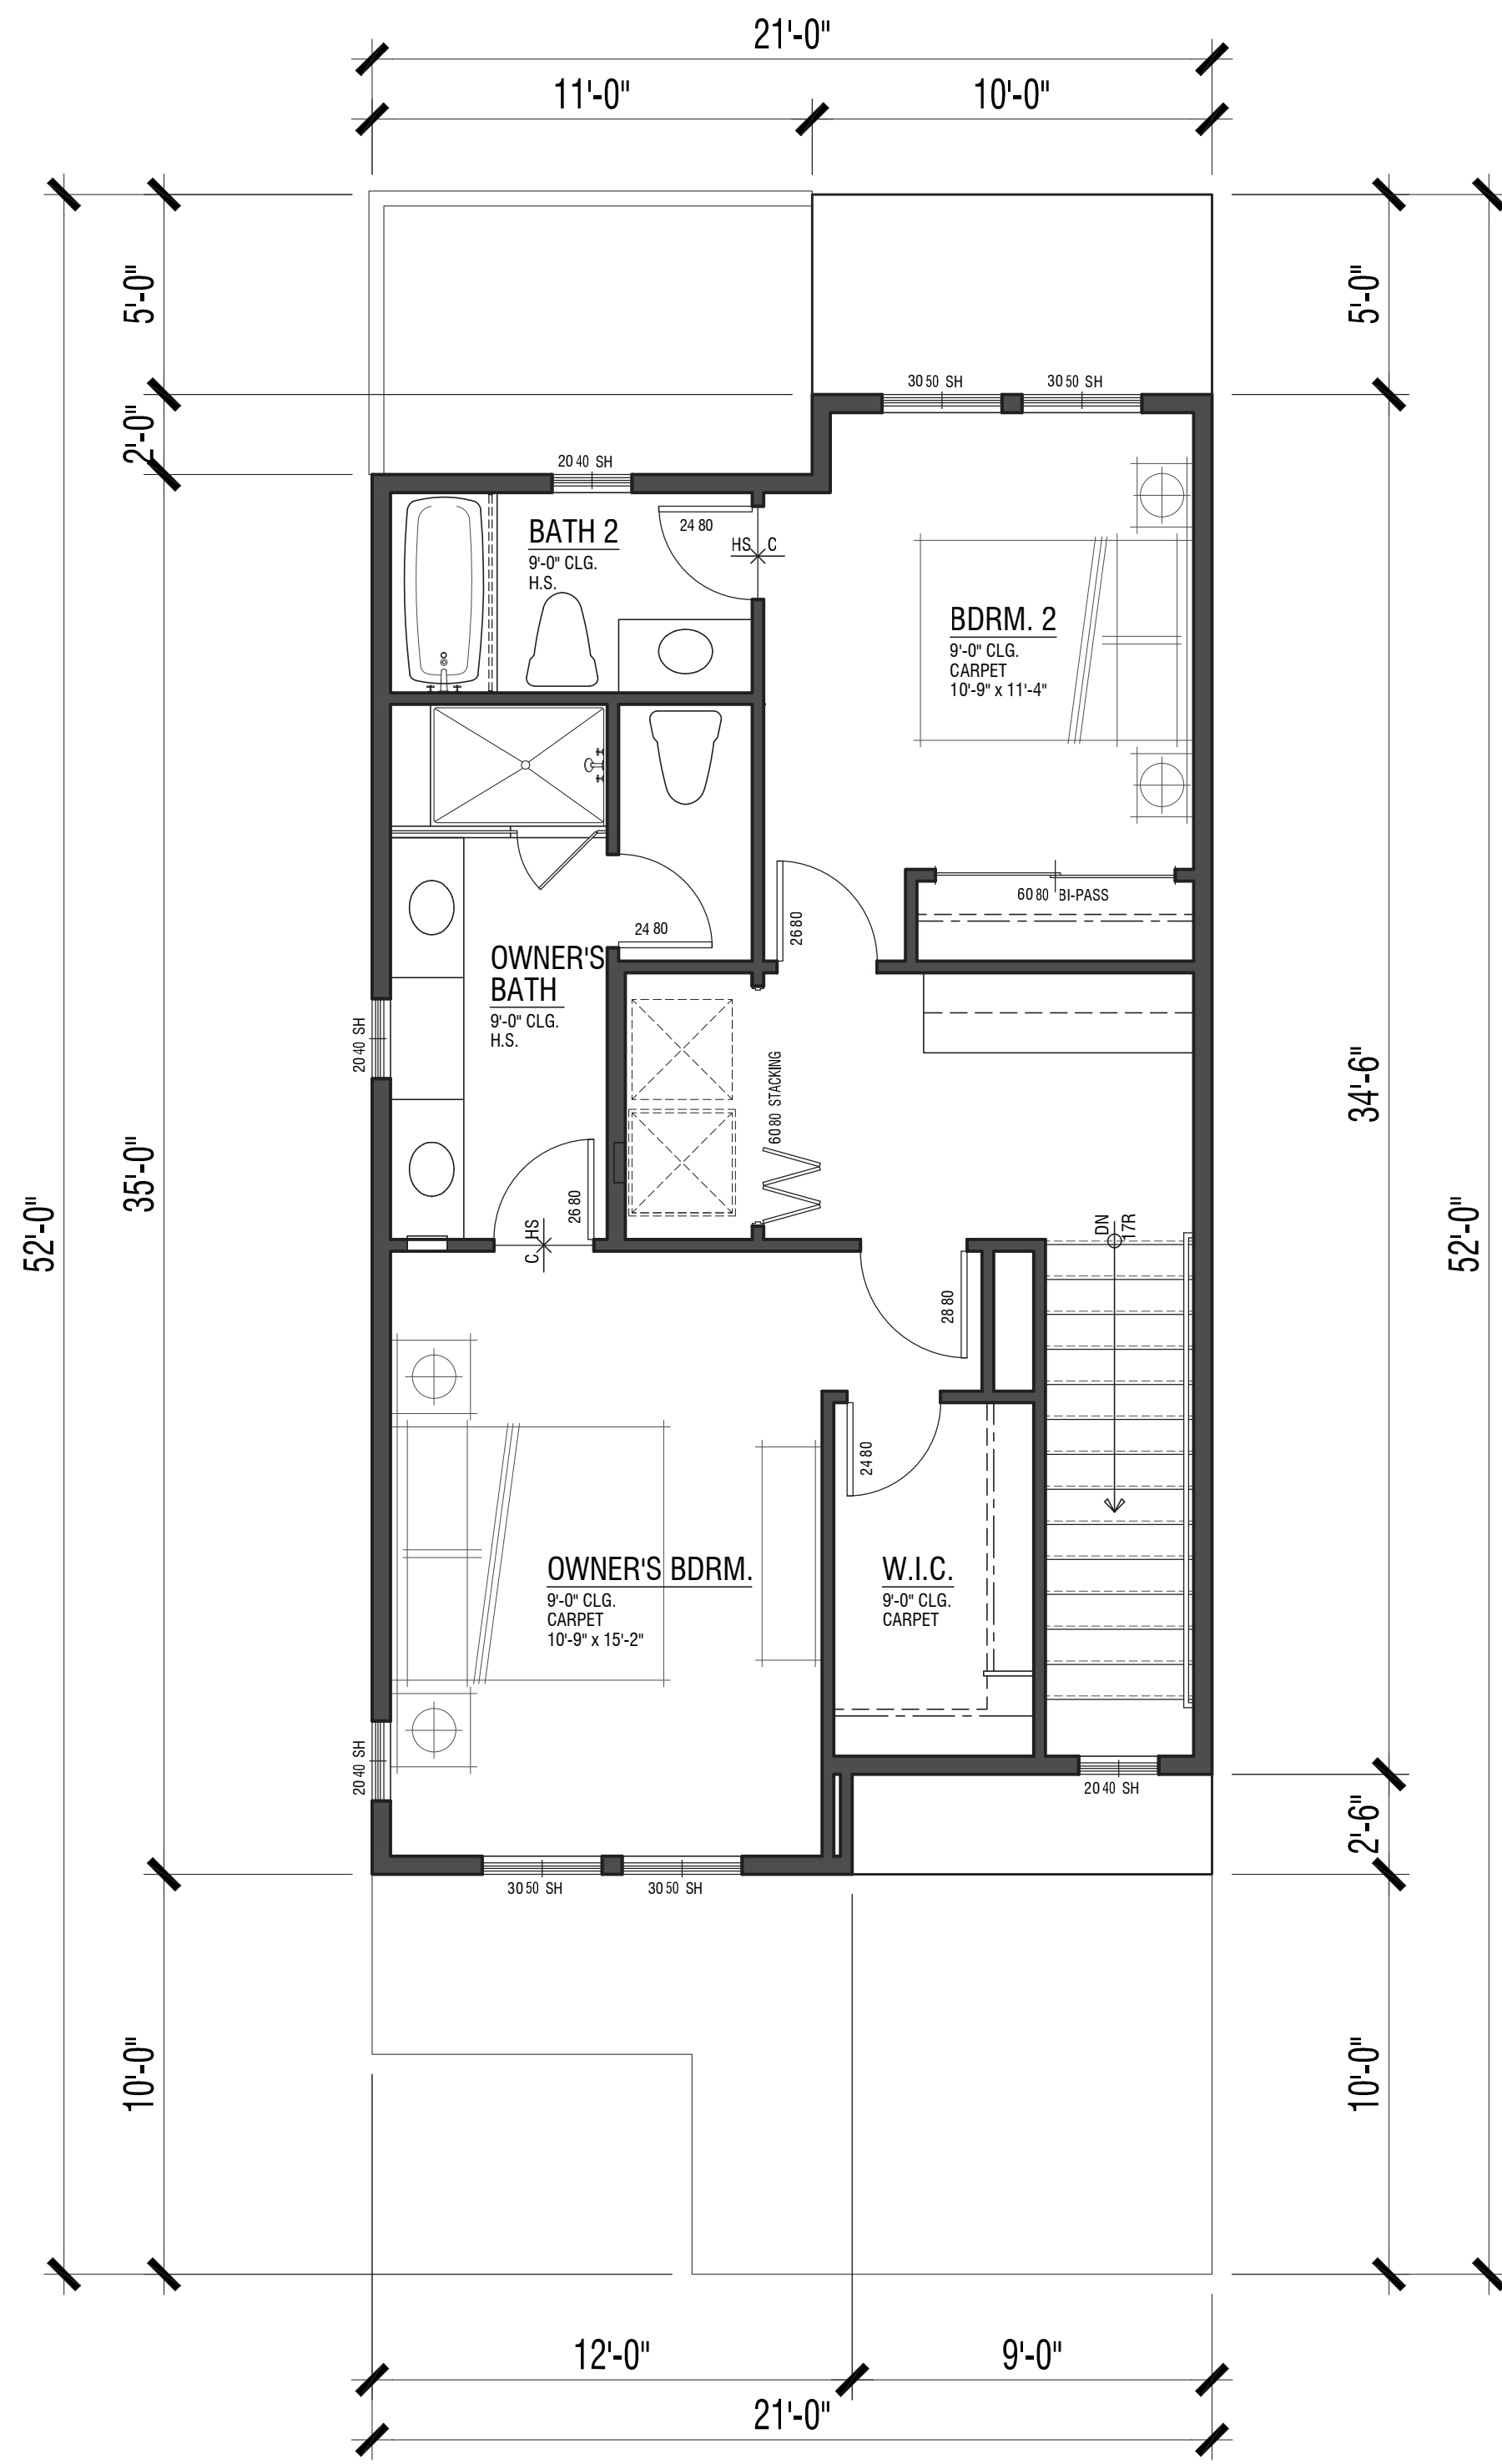 21'-0"
11'-0"
10'-0"
5'-0"
5'-0"
2'-0"
30 50 SH
30 50 SH
20 40 SH
24 80
BATH 2
9'-0" CLG.
H.S.
HS C
BDRM. 2
9'-0" CLG.
CARPET
10'-9" x 11'-4"
60 80 BI-PASS
24 80
26 80
OWNER'S
BATH
9'-0" CLG.
H.S.
20 40 SH
60 80 STACKING
34'-6"
35'-0"
52'-0"
52'-0"
26 80
C HS
DN
17R
28 80
24 80
OWNER'S BDRM.
9'-0" CLG.
CARPET
10'-9" x 15'-2"
W.I.C.
9'-0" CLG.
CARPET
20 40 SH
20 40 SH
2'-6"
30 50 SH
30 50 SH
10'-0"
10'-0"
12'-0"
9'-0"
21'-0"